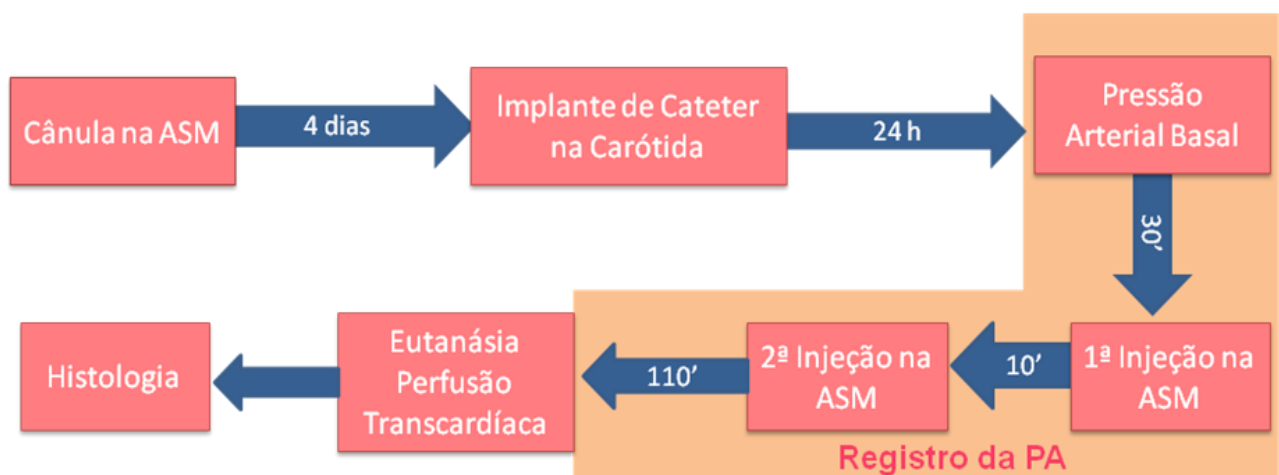 Cânula na ASM
4 dias
Implante de Cateter
na Carótida
24 h
Pressão
Arterial Basal
30’
1ª Injeção na
ASM
10’
2ª Injeção na
ASM
110’
Eutanásia
Perfusão
Transcardíaca
Histologia
Registro da PA